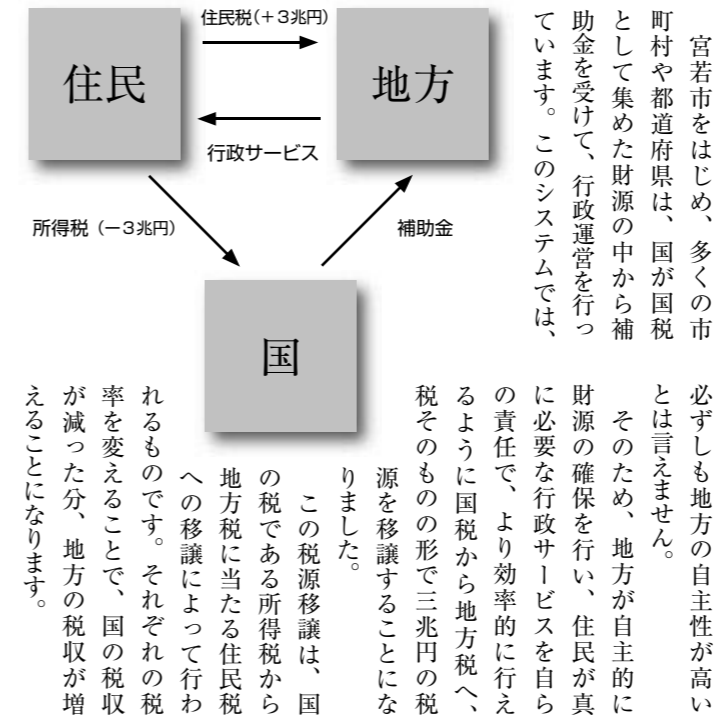 住民税(+3兆円)
住民
地方
行政サービス
所得税(-3兆円)
補助金
国
宮若市をはじめ、多くの市
町村や都道府県は、国が国税
として集めた財源の中から補
助金を受けて、行政運営を行っ
ています。このシステムでは、
必ずしも地方の自主性が高い
とは言えません。
そのため、地方が自主的に
財源の確保を行い、住民が真
に必要な行政サービスを自ら
の責任で、より効率的に行え
るように国税から地方税へ、
税そのものの形で三兆円の税
源を移譲することにな
りました。
この税源移譲は、国
の税である所得税から
地方税に当たる住民税
への移譲によって行わ
れるものです。それぞれの税
率を変えることで、国の税収
が減った分、地方の税収が増
えることになります。